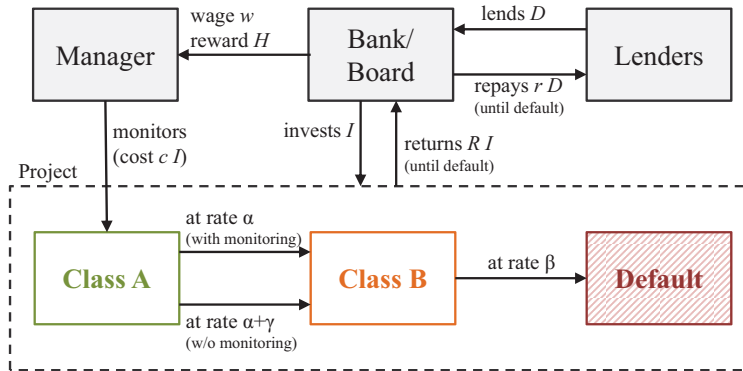 wage w
reward H
lends D
Manager
Bank/
Board
Lenders
repays r D
(until default)
monitors
(cost c I)
invests I
returns R I
(until default)
Project
at rate α
(with monitoring)
Class A
Class B
at rate β
Default
at rate α+γ
(w/o monitoring)